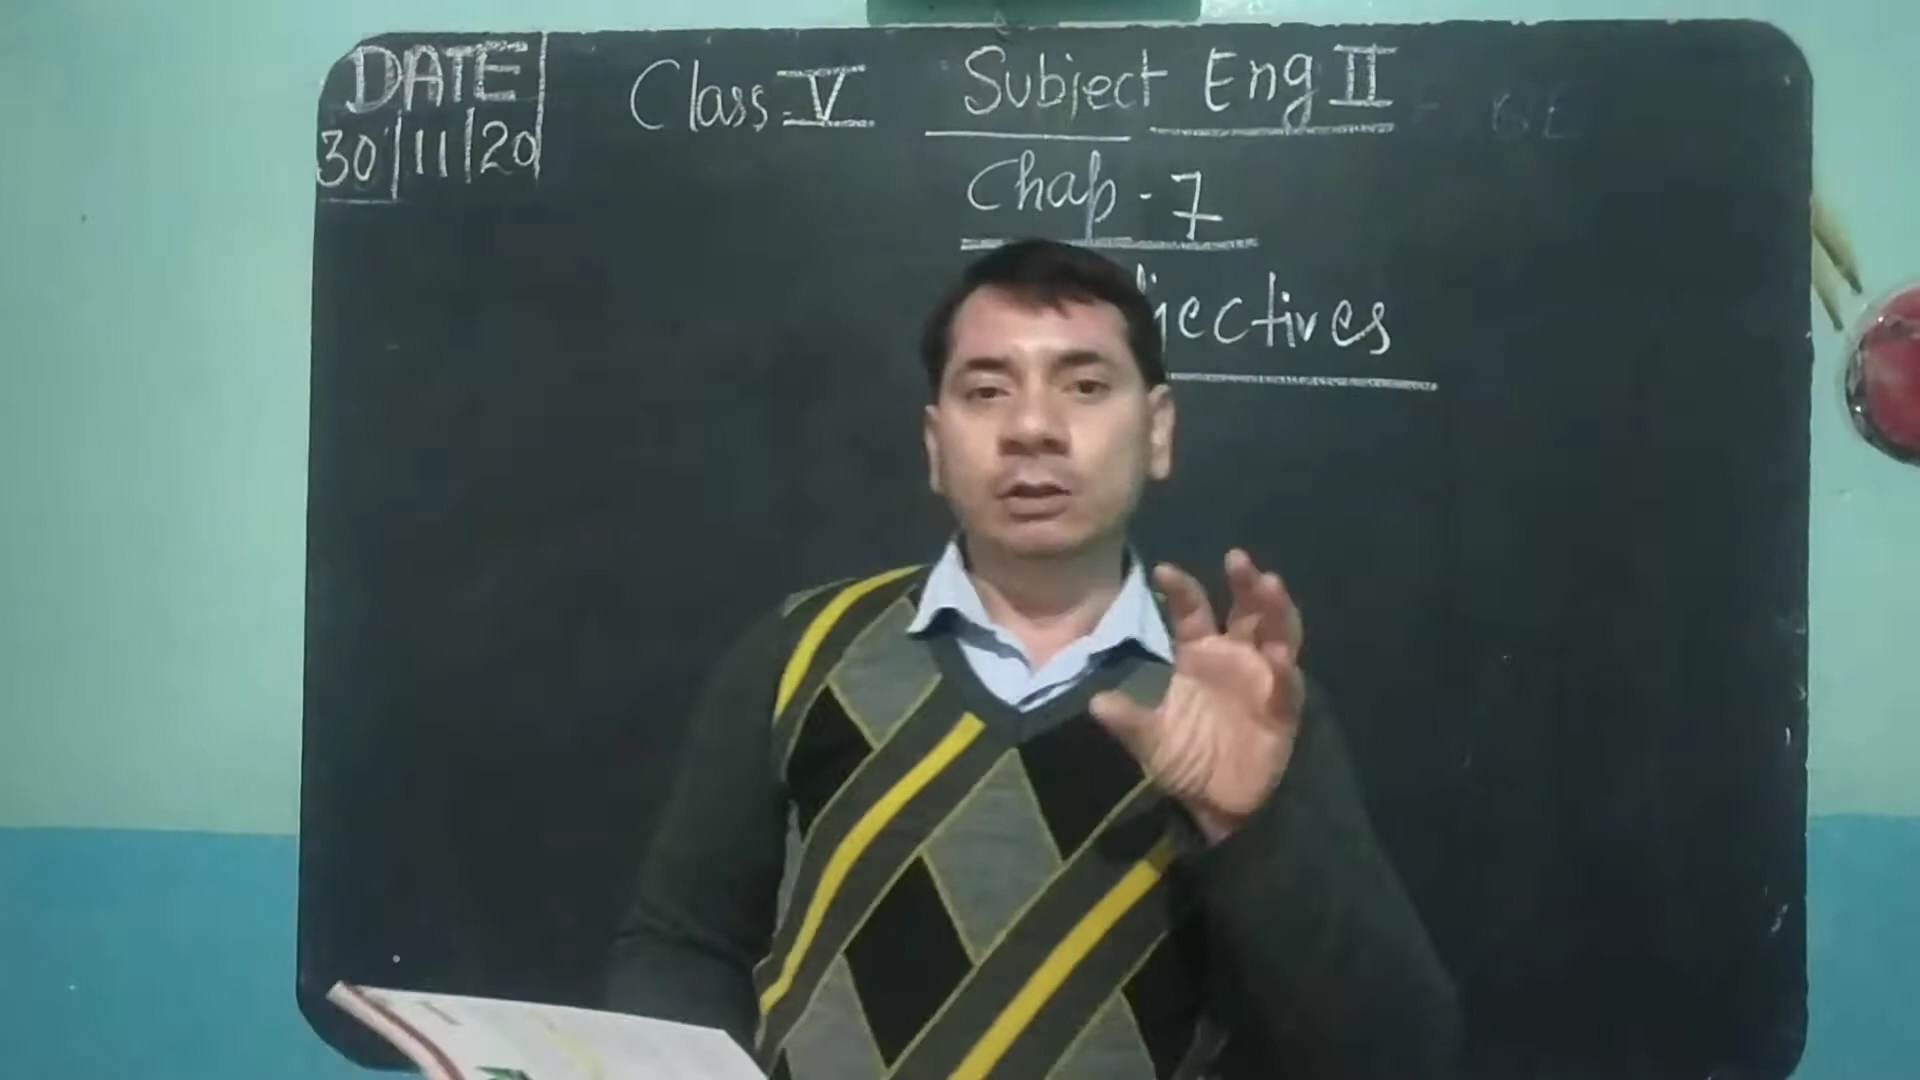 DATE
30/11/20
Class V Subject Eng II
Chap - 7
jectives